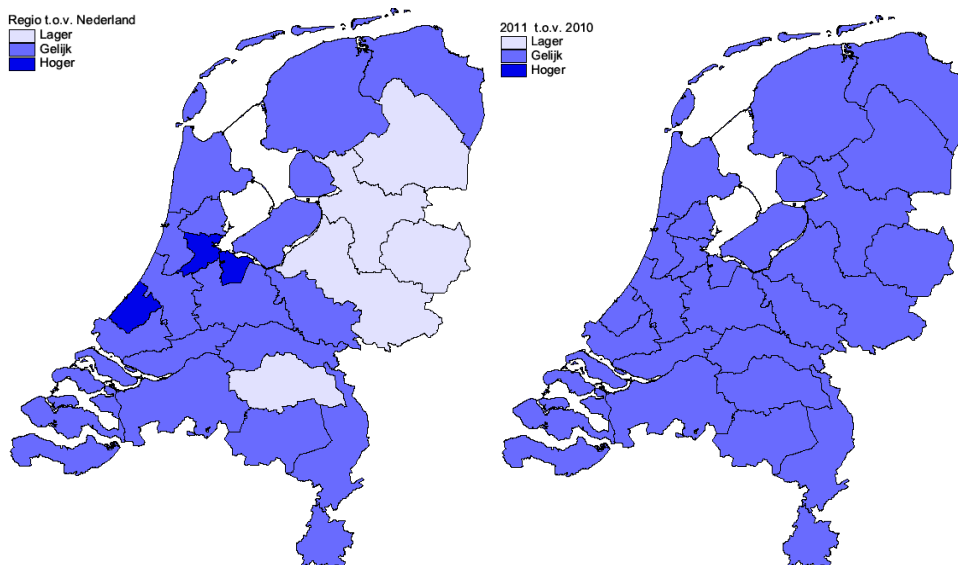 Regio t.o.v. Nederland
Lager
Gelijk
Hoger
2011 t.o.v. 2010
Lager
Gelijk
Hoger